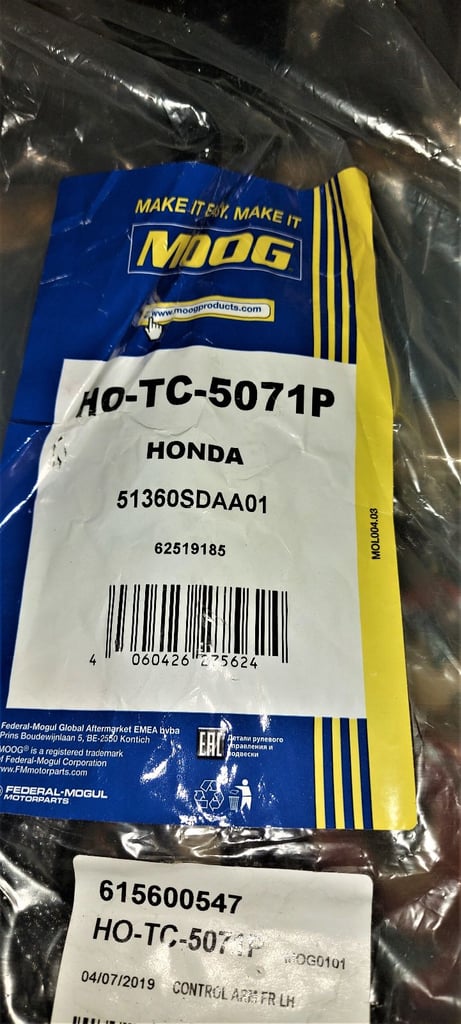 MAKE IT EASY. MAKE IT
MOOG
www.moogproducts.com
HO-TC-5071P
HONDA
51360SDAA01
62519185
4 060426 275624
MOL004.03
Federal-Mogul Global Aftermarket EMEA bvba
Prins Boudewijnlaan 5, BE-2550 Kontich
MOOG® is a registered trademark
Federal-Mogul Corporation
www.FMmotorparts.com
FEDERAL-MOGUL
MOTORPARTS
EAC
Детали рулевого
управления и
подвески
615600547
HO-TC-5071P MOG0101
04/07/2019 CONTROL ARM FR LH